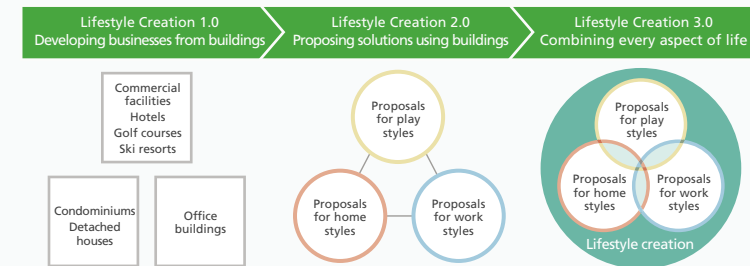 Lifestyle Creation 1.0
Developing businesses from buildings
Lifestyle Creation 2.0
Proposing solutions using buildings
Lifestyle Creation 3.0
Combining every aspect of life
Commercial
facilities
Hotels
Golf courses
Ski resorts
Condominiums
Detached
houses
Office
buildings
Proposals
for play
styles
Proposals
for home
styles
Proposals
for work
styles
Proposals
for play
styles
Proposals
for home
styles
Proposals
for work
styles
Lifestyle creation